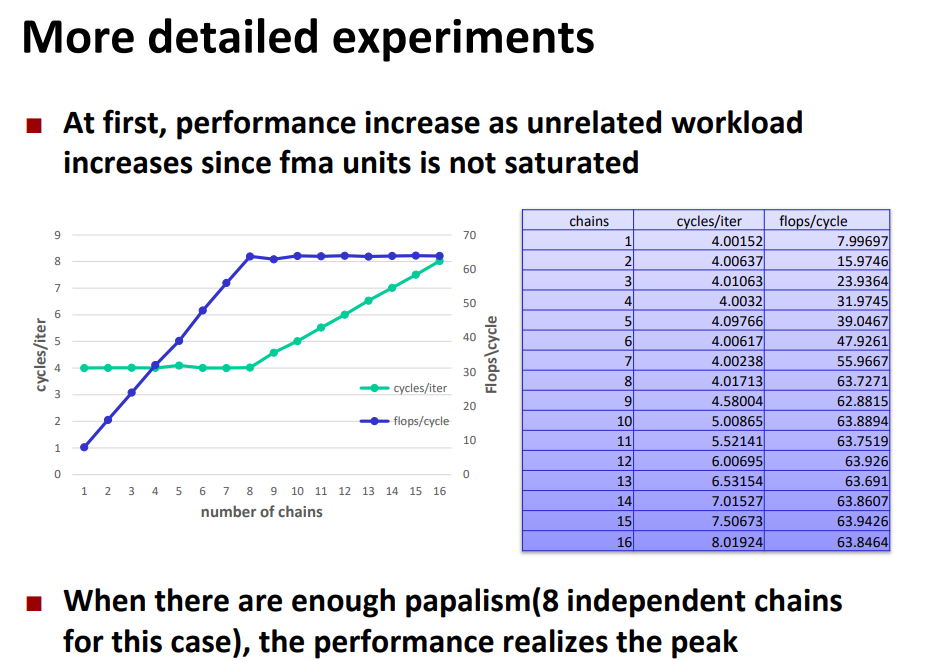 More detailed experiments
■ At first, performance increase as unrelated workload
increases since fma units is not saturated
9
8
7
6
5
4
3
2
1
0
cycles/iter
70
60
50
40
30
20
10
0
Flops\cycle
cycles/iter
flops/cycle
1 2 3 4 5 6 7 8 9 10 11 12 13 14 15 16
number of chains
chains cycles/iter flops/cycle
1 4.00152 7.99697
2 4.00637 15.9746
3 4.01063 23.9364
4 4.0032 31.9745
5 4.09766 39.0467
6 4.00617 47.9261
7 4.00238 55.9667
8 4.01713 63.7271
9 4.58004 62.8815
10 5.00865 63.8894
11 5.52141 63.7519
12 6.00695 63.926
13 6.53154 63.691
14 7.01527 63.8607
15 7.50673 63.9426
16 8.01924 63.8464
■ When there are enough papalism(8 independent chains
for this case), the performance realizes the peak